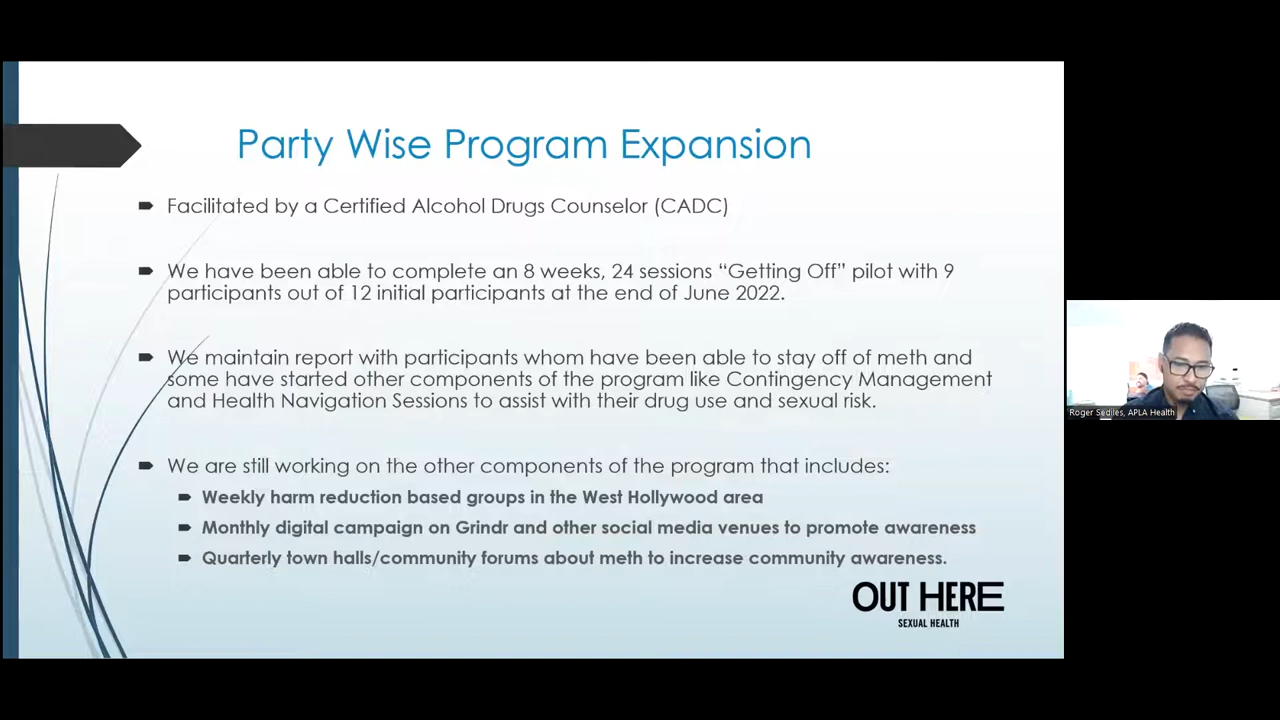 Party Wise Program Expansion
Facilitated by a Certified Alcohol Drugs Counselor (CADC)
We have been able to complete an 8 weeks, 24 sessions “Getting Off” pilot with 9
participants out of 12 initial participants at the end of June 2022.
We maintain report with participants whom have been able to stay off of meth and
some have started other components of the program like Contingency Management
and Health Navigation Sessions to assist with their drug use and sexual risk.
We are still working on the other components of the program that includes:
Weekly harm reduction based groups in the West Hollywood area
Monthly digital campaign on Grindr and other social media venues to promote awareness
Quarterly town halls/community forums about meth to increase community awareness.
OUT HERE
SEXUAL HEALTH
Roger Sediles, APLA Health